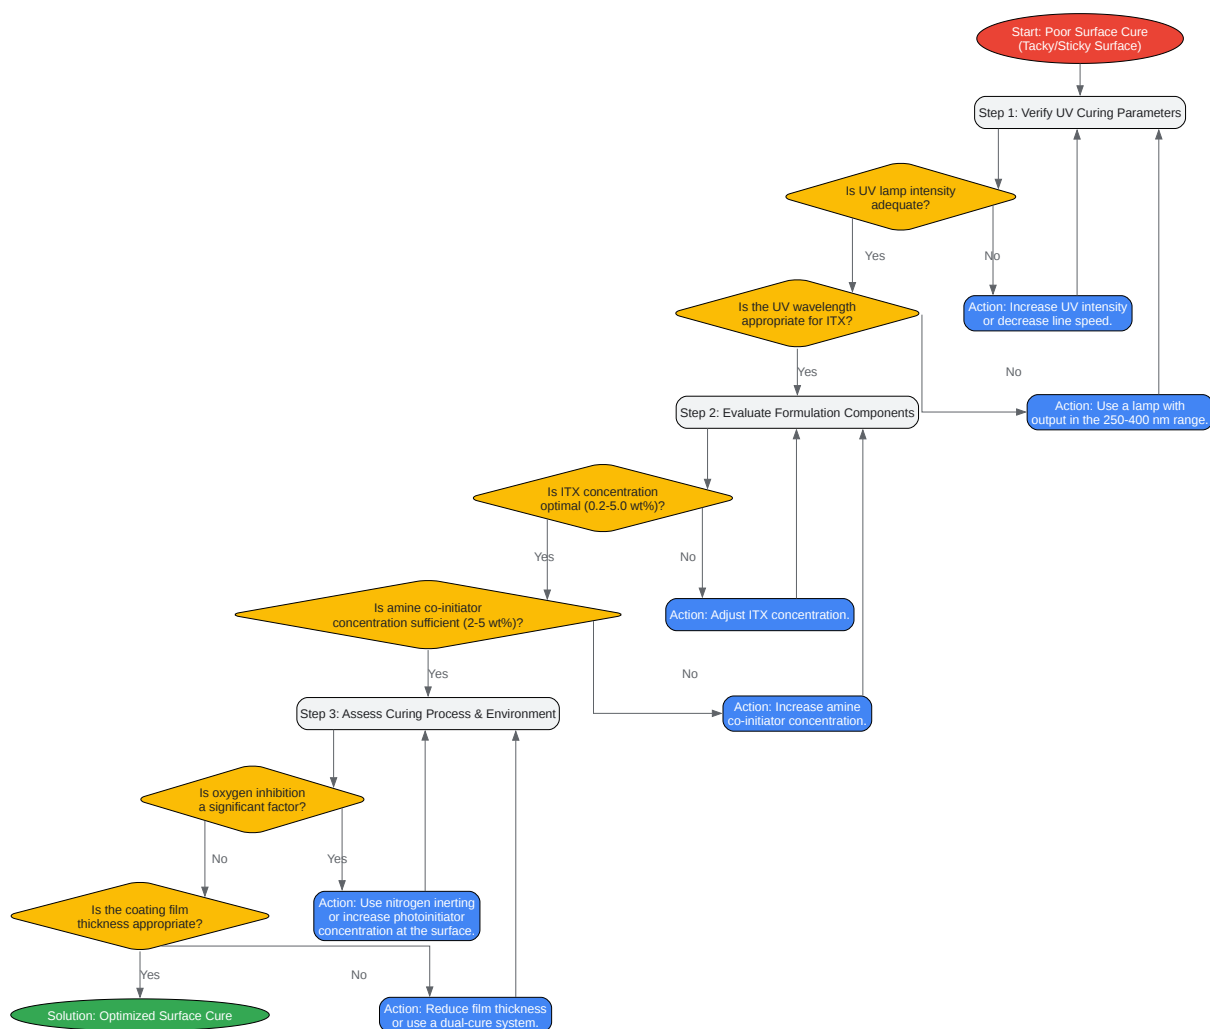 Start: Poor Surface Cure
(Tacky/Sticky Surface)
Step 1: Verify UV Curing Parameters
Is UV lamp intensity
adequate?
Yes
No
Is the UV wavelength
appropriate for ITX?
Action: Increase UV intensity
or decrease line speed.
Yes
No
Step 2: Evaluate Formulation Components
Action: Use a lamp with
output in the 250-400 nm range.
Is ITX concentration
optimal (0.2-5.0 wt%)?
Yes
No
Is amine co-initiator
concentration sufficient (2-5 wt%)?
Action: Adjust ITX concentration.
Yes
No
Step 3: Assess Curing Process & Environment
Action: Increase amine
co-initiator concentration.
Is oxygen inhibition
a significant factor?
No
Yes
Is the coating film
thickness appropriate?
Action: Use nitrogen inerting
or increase photoinitiator
concentration at the surface.
Yes
No
Solution: Optimized Surface Cure
Action: Reduce film thickness
or use a dual-cure system.